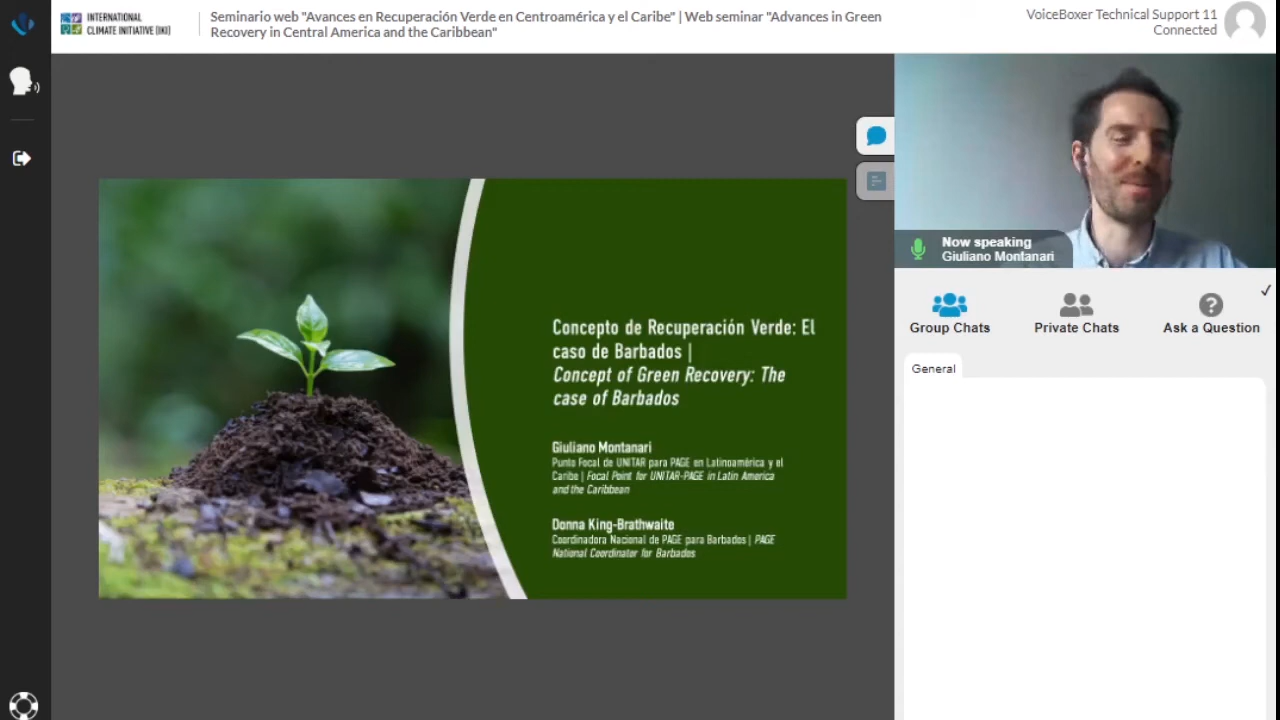 INTERNATIONAL
CLIMATE INITIATIVE (IKI)
Seminario web "Avances en Recuperación Verde en Centroamérica y el Caribe" | Web seminar "Advances in Green
Recovery in Central America and the Caribbean"
VoiceBoxer Technical Support 11
Connected
Concepto de Recuperación Verde: El
caso de Barbados |
Concept of Green Recovery: The
case of Barbados
Giuliano Montanari
Punto Focal de UNITAR para PAGE en Latinoamérica y el
Caribe | Focal Point for UNITAR-PAGE in Latin America
and the Caribbean
Donna King-Brathwaite
Coordinadora Nacional de PAGE para Barbados | PAGE
National Coordinator for Barbados
Now speaking
Giuliano Montanari
Group Chats
Private Chats
Ask a Question
General